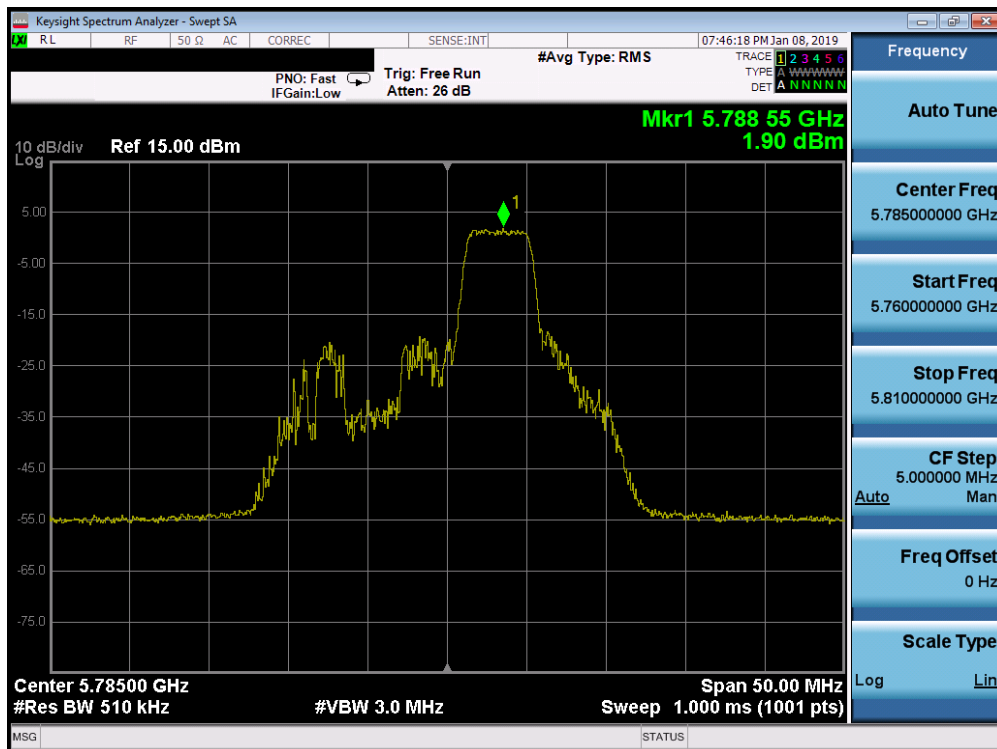 Keysight Spectrum Analyzer - Swept SA
LXI RL RF 50 Ω AC CORREC SENSE:INT 07:46:18 PM Jan 08, 2019
Frequency
#Avg Type: RMS
TRACE 1 2 3 4 5 6
TYPE A WWWWWW
DET A N N N N N
PNO: Fast
IFGain:Low
Trig: Free Run
Atten: 26 dB
Mkr1 5.788 55 GHz
1.90 dBm
10 dB/div
Log
Ref 15.00 dBm
1
5.00
-5.00
-15.0
-25.0
-35.0
-45.0
-55.0
-65.0
-75.0
Center 5.78500 GHz
Span 50.00 MHz
#Res BW 510 kHz
#VBW 3.0 MHz
Sweep 1.000 ms (1001 pts)
MSG
STATUS
Auto Tune
Center Freq
5.785000000 GHz
Start Freq
5.760000000 GHz
Stop Freq
5.810000000 GHz
CF Step
5.000000 MHz
Auto Man
Freq Offset
0 Hz
Scale Type
Log Lin